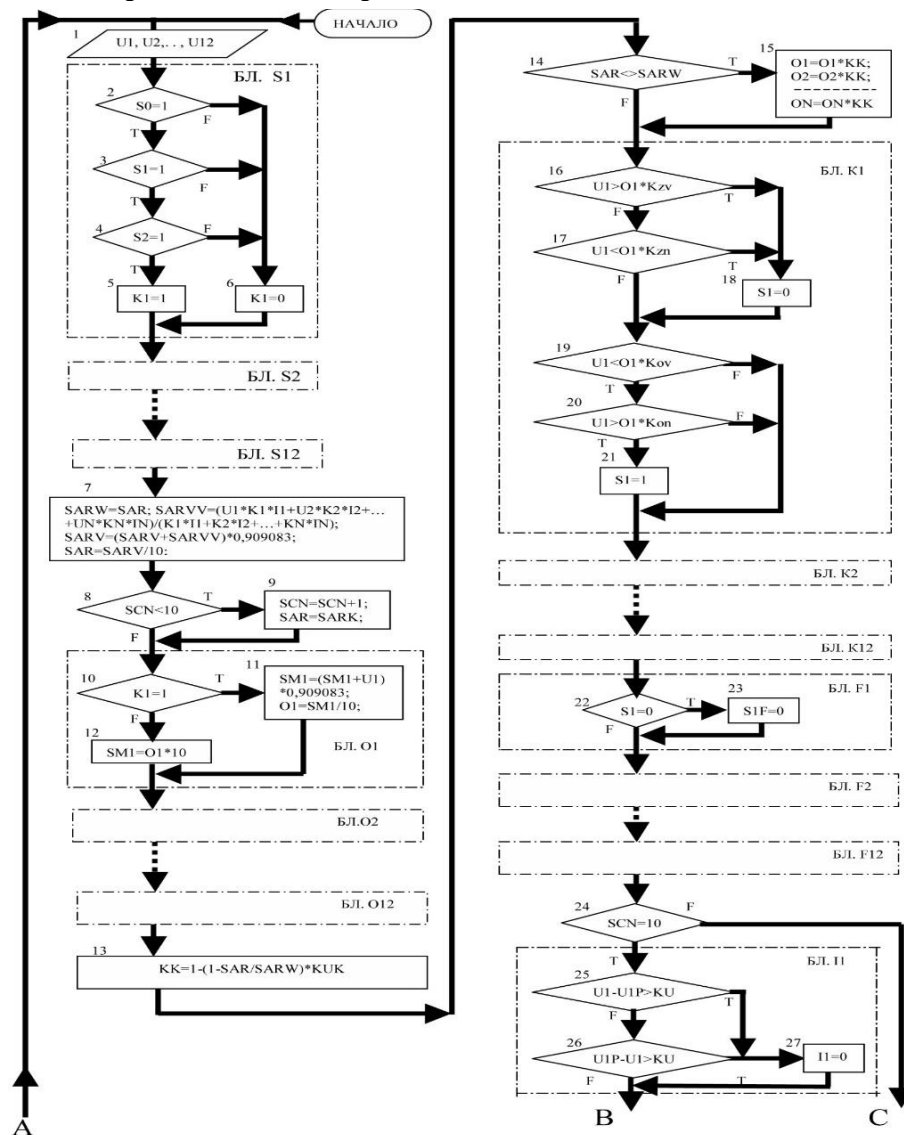 НАЧАЛО
1
U1, U2,. . , U12
БЛ. S1
2
S0=1
F
T
3
S1=1
F
T
4
S2=1
F
T
5
K1=1
6
K1=0
БЛ. S2
БЛ. S12
7
SARW=SAR; SARVV=(U1*K1*I1+U2*K2*I2+…
+UN*KN*IN)/(K1*I1+K2*I2+…+KN*IN);
SARV=(SARV+SARVV)*0,909083;
SAR=SARV/10;
8
SCN<10
T
F
9
SCN=SCN+1;
SAR=SARK;
10
K1=1
T
F
11
SM1=(SM1+U1)
*0,909083;
O1=SM1/10;
12
SM1=O1*10
БЛ. O1
БЛ.O2
БЛ. O12
13
KK=1-(1-SAR/SARW)*KUK
A
14
SAR<>SARW
T
F
15
O1=O1*KK;
O2=O2*KK;
ON=ON*KK
БЛ. K1
16
U1>O1*Kzv
T
F
17
U1<O1*Kzn
T
F
18
S1=0
19
U1<O1*Kov
F
T
20
U1>O1*Kon
F
T
21
S1=1
БЛ. K2
БЛ. K12
БЛ. F1
22
S1=0
T
F
23
S1F=0
БЛ. F2
БЛ. F12
24
SCN=10
F
T
БЛ. I1
25
U1-U1P>KU
T
F
26
U1P-U1>KU
F
T
27
I1=0
B
C